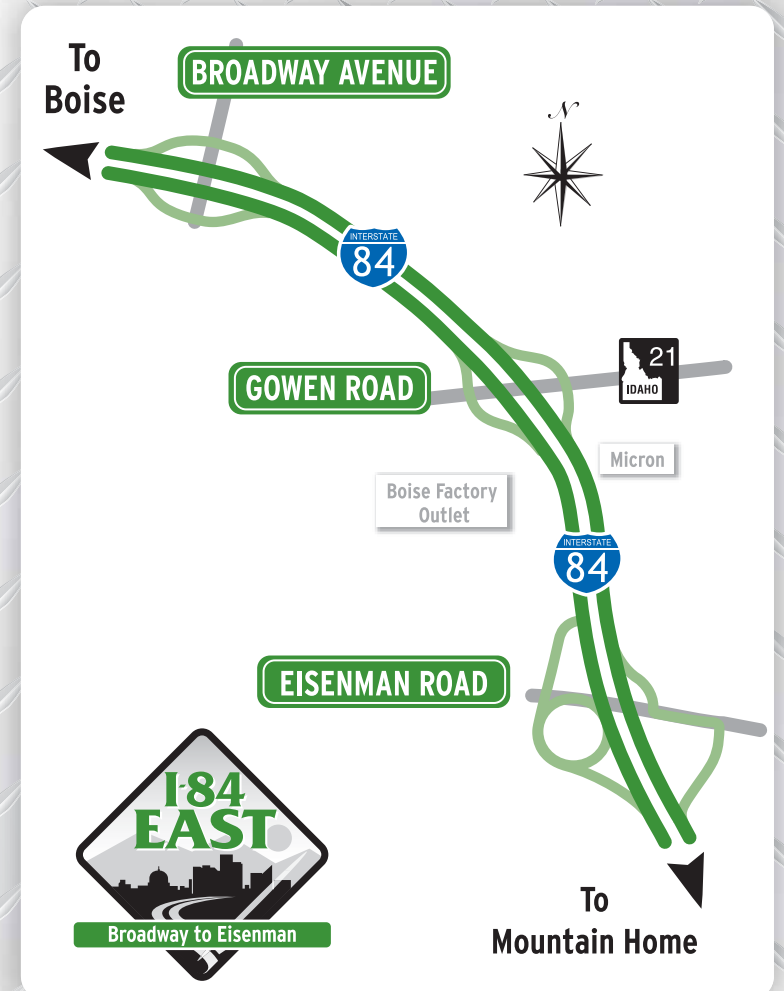 To
Boise
BROADWAY AVENUE
N
INTERSTATE
84
GOWEN ROAD
21
IDAHO
Micron
Boise Factory
Outlet
INTERSTATE
84
EISENMAN ROAD
I-84
EAST
Broadway to Eisenman
To
Mountain Home